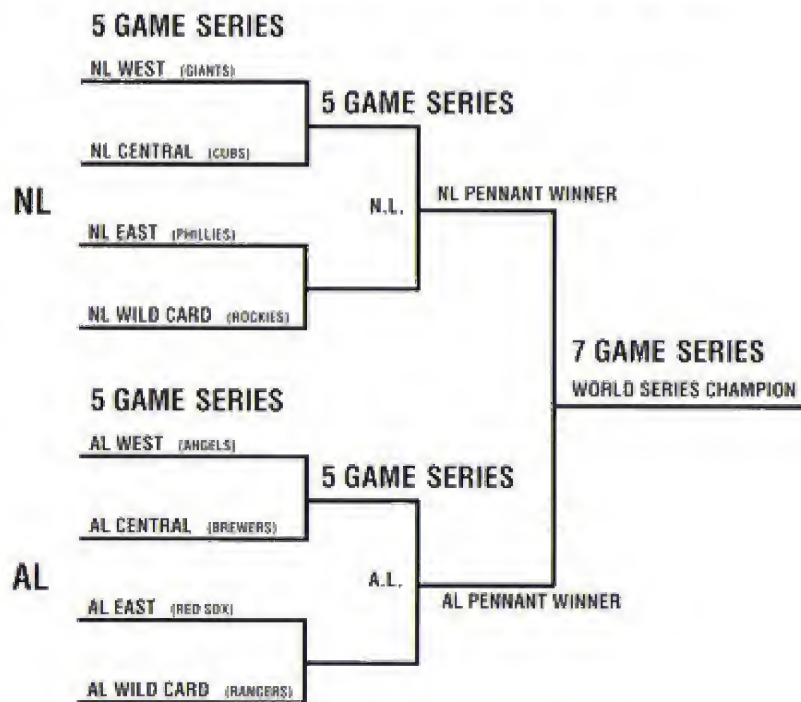 5 GAME SERIES
NL WEST (GIANTS)
5 GAME SERIES
NL CENTRAL (CUBS)
NL
N.L.
NL PENNANT WINNER
NL EAST (PHILLIES)
NL WILD CARD (ROCKIES)
7 GAME SERIES
WORLD SERIES CHAMPION
5 GAME SERIES
AL WEST (ANGELS)
5 GAME SERIES
AL CENTRAL (BREWERS)
AL
A.L.
AL PENNANT WINNER
AL EAST (RED SOX)
AL WILD CARD (RANGERS)